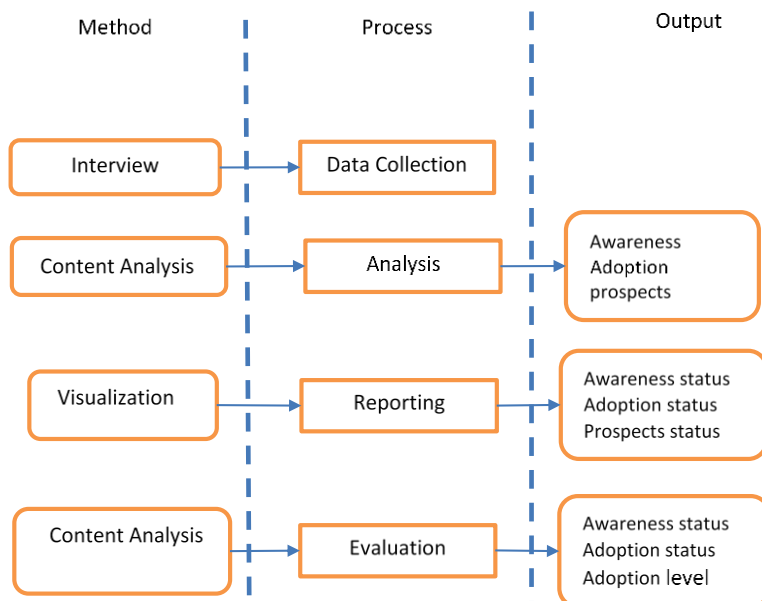 Method
Process
Output
Interview
Data Collection
Content Analysis
Analysis
Awareness
Adoption
prospects
Visualization
Reporting
Awareness status
Adoption status
Prospects status
Content Analysis
Evaluation
Awareness status
Adoption status
Adoption level